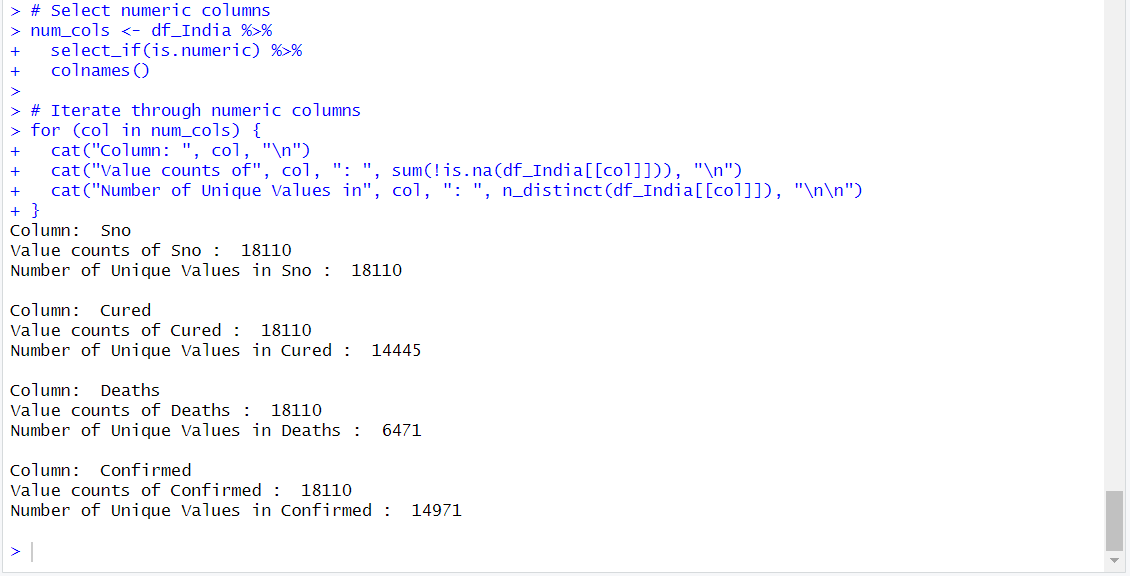 > # Select numeric columns
> num_cols <- df_India %>%
+   select_if(is.numeric) %>%
+   colnames()
>
> # Iterate through numeric columns
> for (col in num_cols) {
+   cat("Column: ", col, "\n")
+   cat("Value counts of", col, ": ", sum(!is.na(df_India[[col]])), "\n")
+   cat("Number of Unique Values in", col, ": ", n_distinct(df_India[[col]]), "\n\n")
+ }
Column:  Sno
Value counts of Sno :  18110
Number of Unique Values in Sno :  18110

Column:  Cured
Value counts of Cured :  18110
Number of Unique Values in Cured :  14445

Column:  Deaths
Value counts of Deaths :  18110
Number of Unique Values in Deaths :  6471

Column:  Confirmed
Value counts of Confirmed :  18110
Number of Unique Values in Confirmed :  14971

>